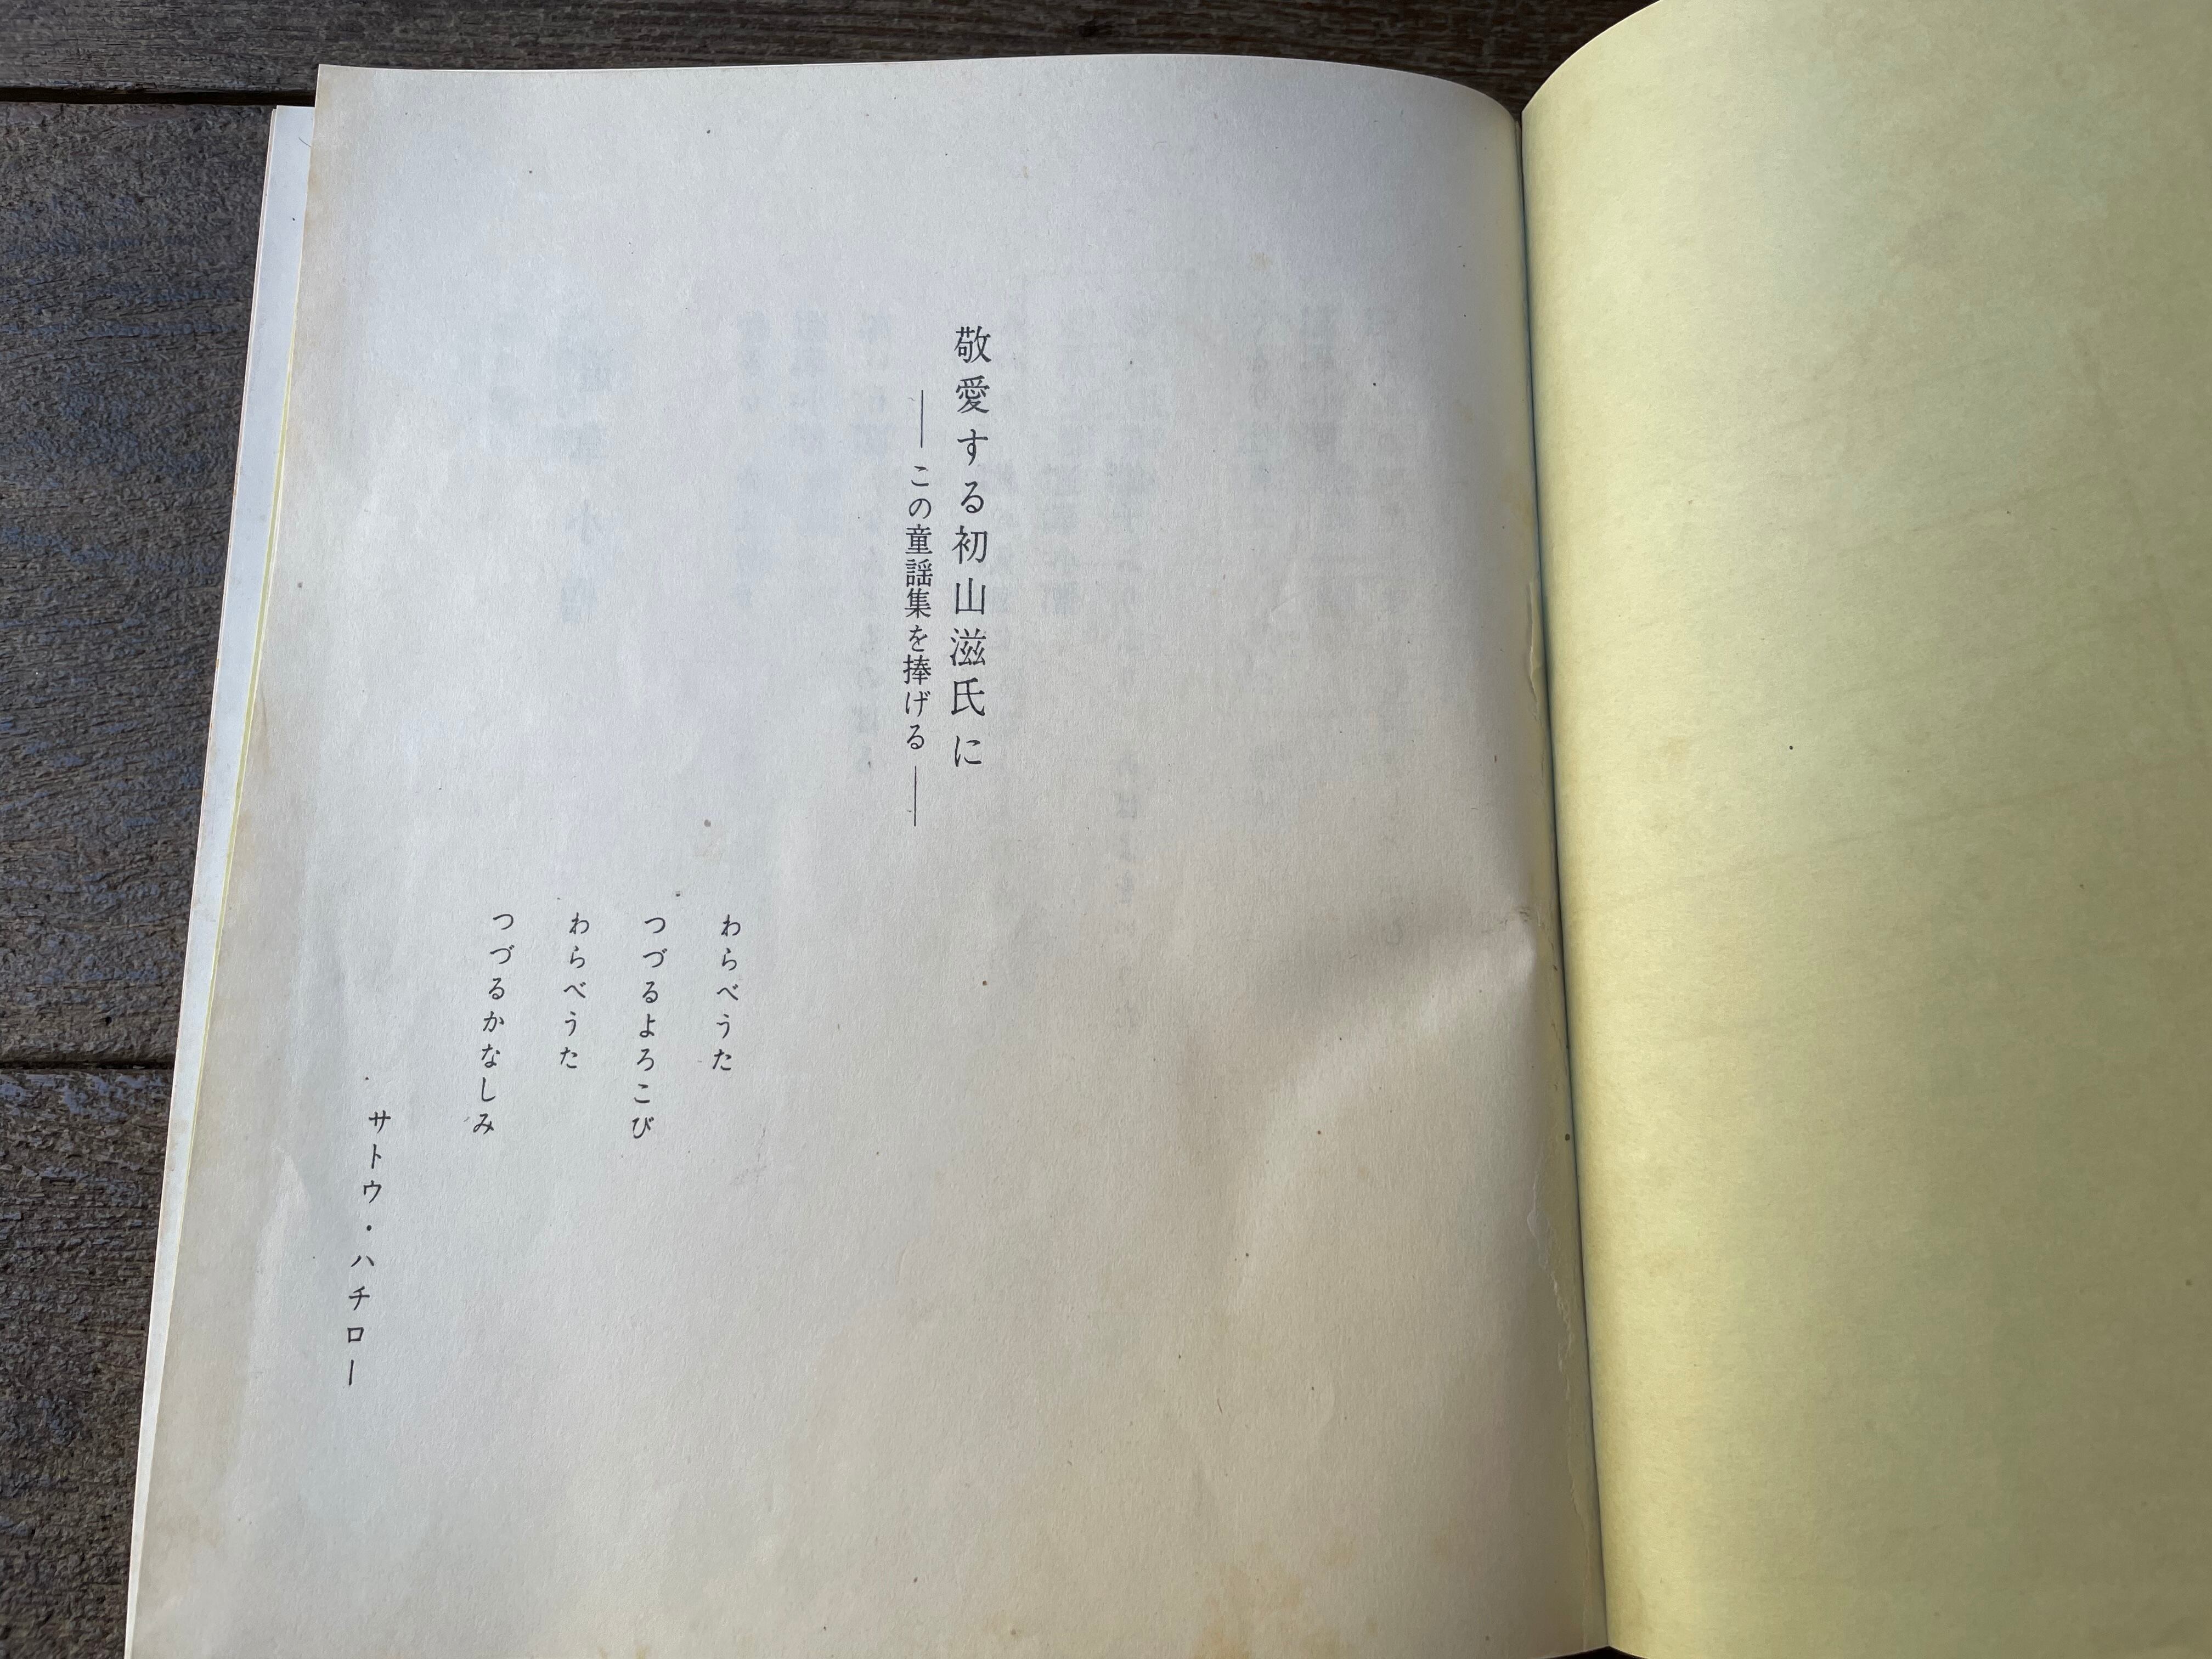 敬愛する初山滋氏に
――この童謡集を捧げる――
わらべうた
つづるよろこび
わらべうた
つづるかなしみ
サトウ・ハチロー